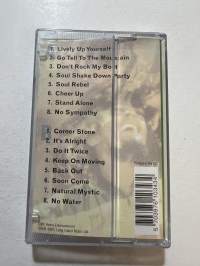 1. Lively Up Yourself
2. Go Tell To The Mountain
3. Don't Rock My Boat
4. Soul Shake Down Party
5. Soul Rebel
6. Cheer Up
7. Stand Alone
8. No Sympathy
1. Corner Stone
2. It's Alright
3. Do It Twice
4. Keep On Moving
5. Back Out
6. Soon Come
7. Natural Mystic
8. No Water